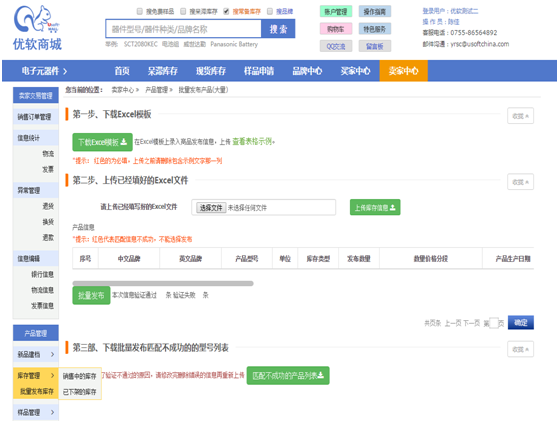 搜免费样品 搜呆滞库存 搜常备库存 搜品牌
账户管理 操作指南
登录用户：优软测试二
Usoft
优软商城
器件型号/器件种类/品牌名称 搜 索
购物库 特色服务
操 作 员：陈佳
客服电话：0755-86564892
举例： SCT2080KEC 电池组 威世达勒 Panasonic Battery
QQ交流 留言板
邮件沟通：yrsc@usoftchina.com
电子元器件 首页 呆滞库存 现货库存 样品申请 品牌中心 买家中心 卖家中心
卖家交易管理
您当前的位置： 卖家中心 > 产品管理 > 批量发布产品(大量)
销售订单管理
第一步、下载Excel模板 收起
信息统计
下载Excel模板 在Excel模板上录入商品发布信息，上传 查看表格示例。
物流
*提示：红色的为必填，上传之前请删除包含示例文字那一列
发票
第二步、上传已经填好的Excel文件 收起
异常管理
退货
请上传已经填写好的Excel文件 选择文件 未选择任何文件 上传库存信息
换货
产品信息
退款
*提示：红色代表匹配信息不成功，不能选择发布
信息编辑
序号 中文品牌 英文品牌 产品型号 单位 库存类型 发布数量 数量价格分段 产品生产日期
银行信息
物流信息
批量发布 本次信息验证通过 条 验证失败 条
发票信息
共页条 上一页 下一页 第 页 确定
产品管理
第三部、下载批量发布匹配不成功的的型号列表 收起
新品建档
库存管理
销售中的库存
了验证不通过的原因，请修改完删除错误的信息再重新上传 匹配不成功的产品列表
批量发布库存
已下架的库存
样品管理